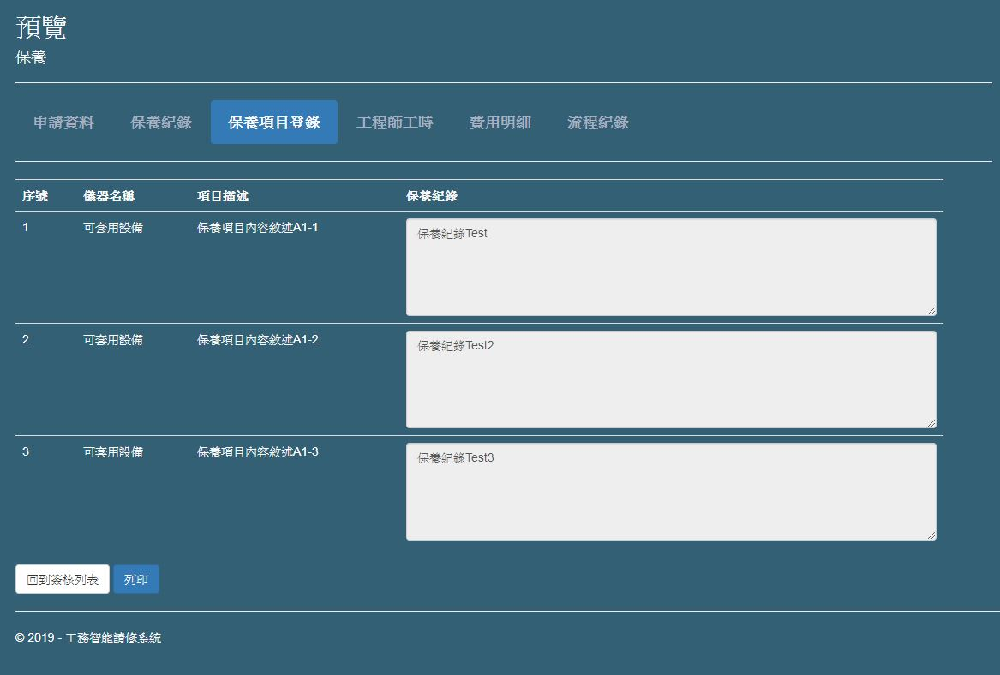 預覽
保養
申請資料 保養紀錄 保養項目登錄 工程師工時 費用明細 流程紀錄
序號 儀器名稱 項目描述 保養紀錄
1 可套用設備 保養項目內容敘述A1-1 保養紀錄Test
2 可套用設備 保養項目內容敘述A1-2 保養紀錄Test2
3 可套用設備 保養項目內容敘述A1-3 保養紀錄Test3
回到簽核列表 列印
© 2019 - 工務智能請修系統